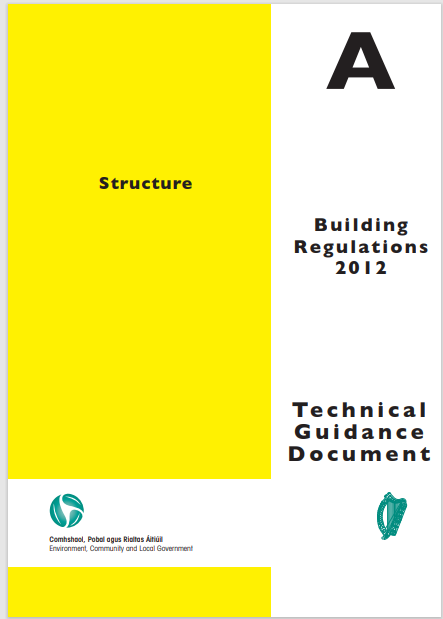 A
Structure
Building
Regulations
2012
Technical
Guidance
Document
Comhshaol, Pobal agus Rialtas Áitiúil
Environment, Community and Local Government